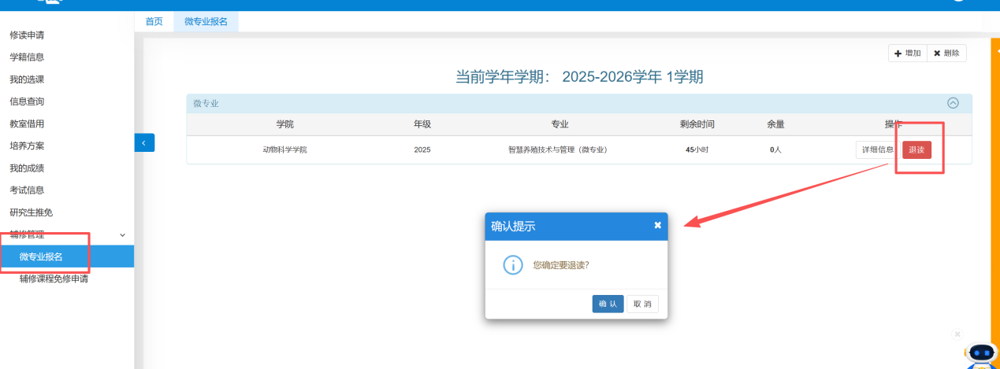 首页 微专业报名
修读申请
学籍信息
我的选课
信息查询
教室借用
培养方案
我的成绩
考试信息
研究生推免
辅修管理
微专业报名
辅修课程免修申请
增加 删除
当前学年学期： 2025-2026学年 1学期
微专业
学院 年级 专业 剩余时间 余量 操作
动物科学学院 2025 智慧养殖技术与管理（微专业） 45小时 0人 详细信息 退读
确认提示
您确定要退读?
确认 取消